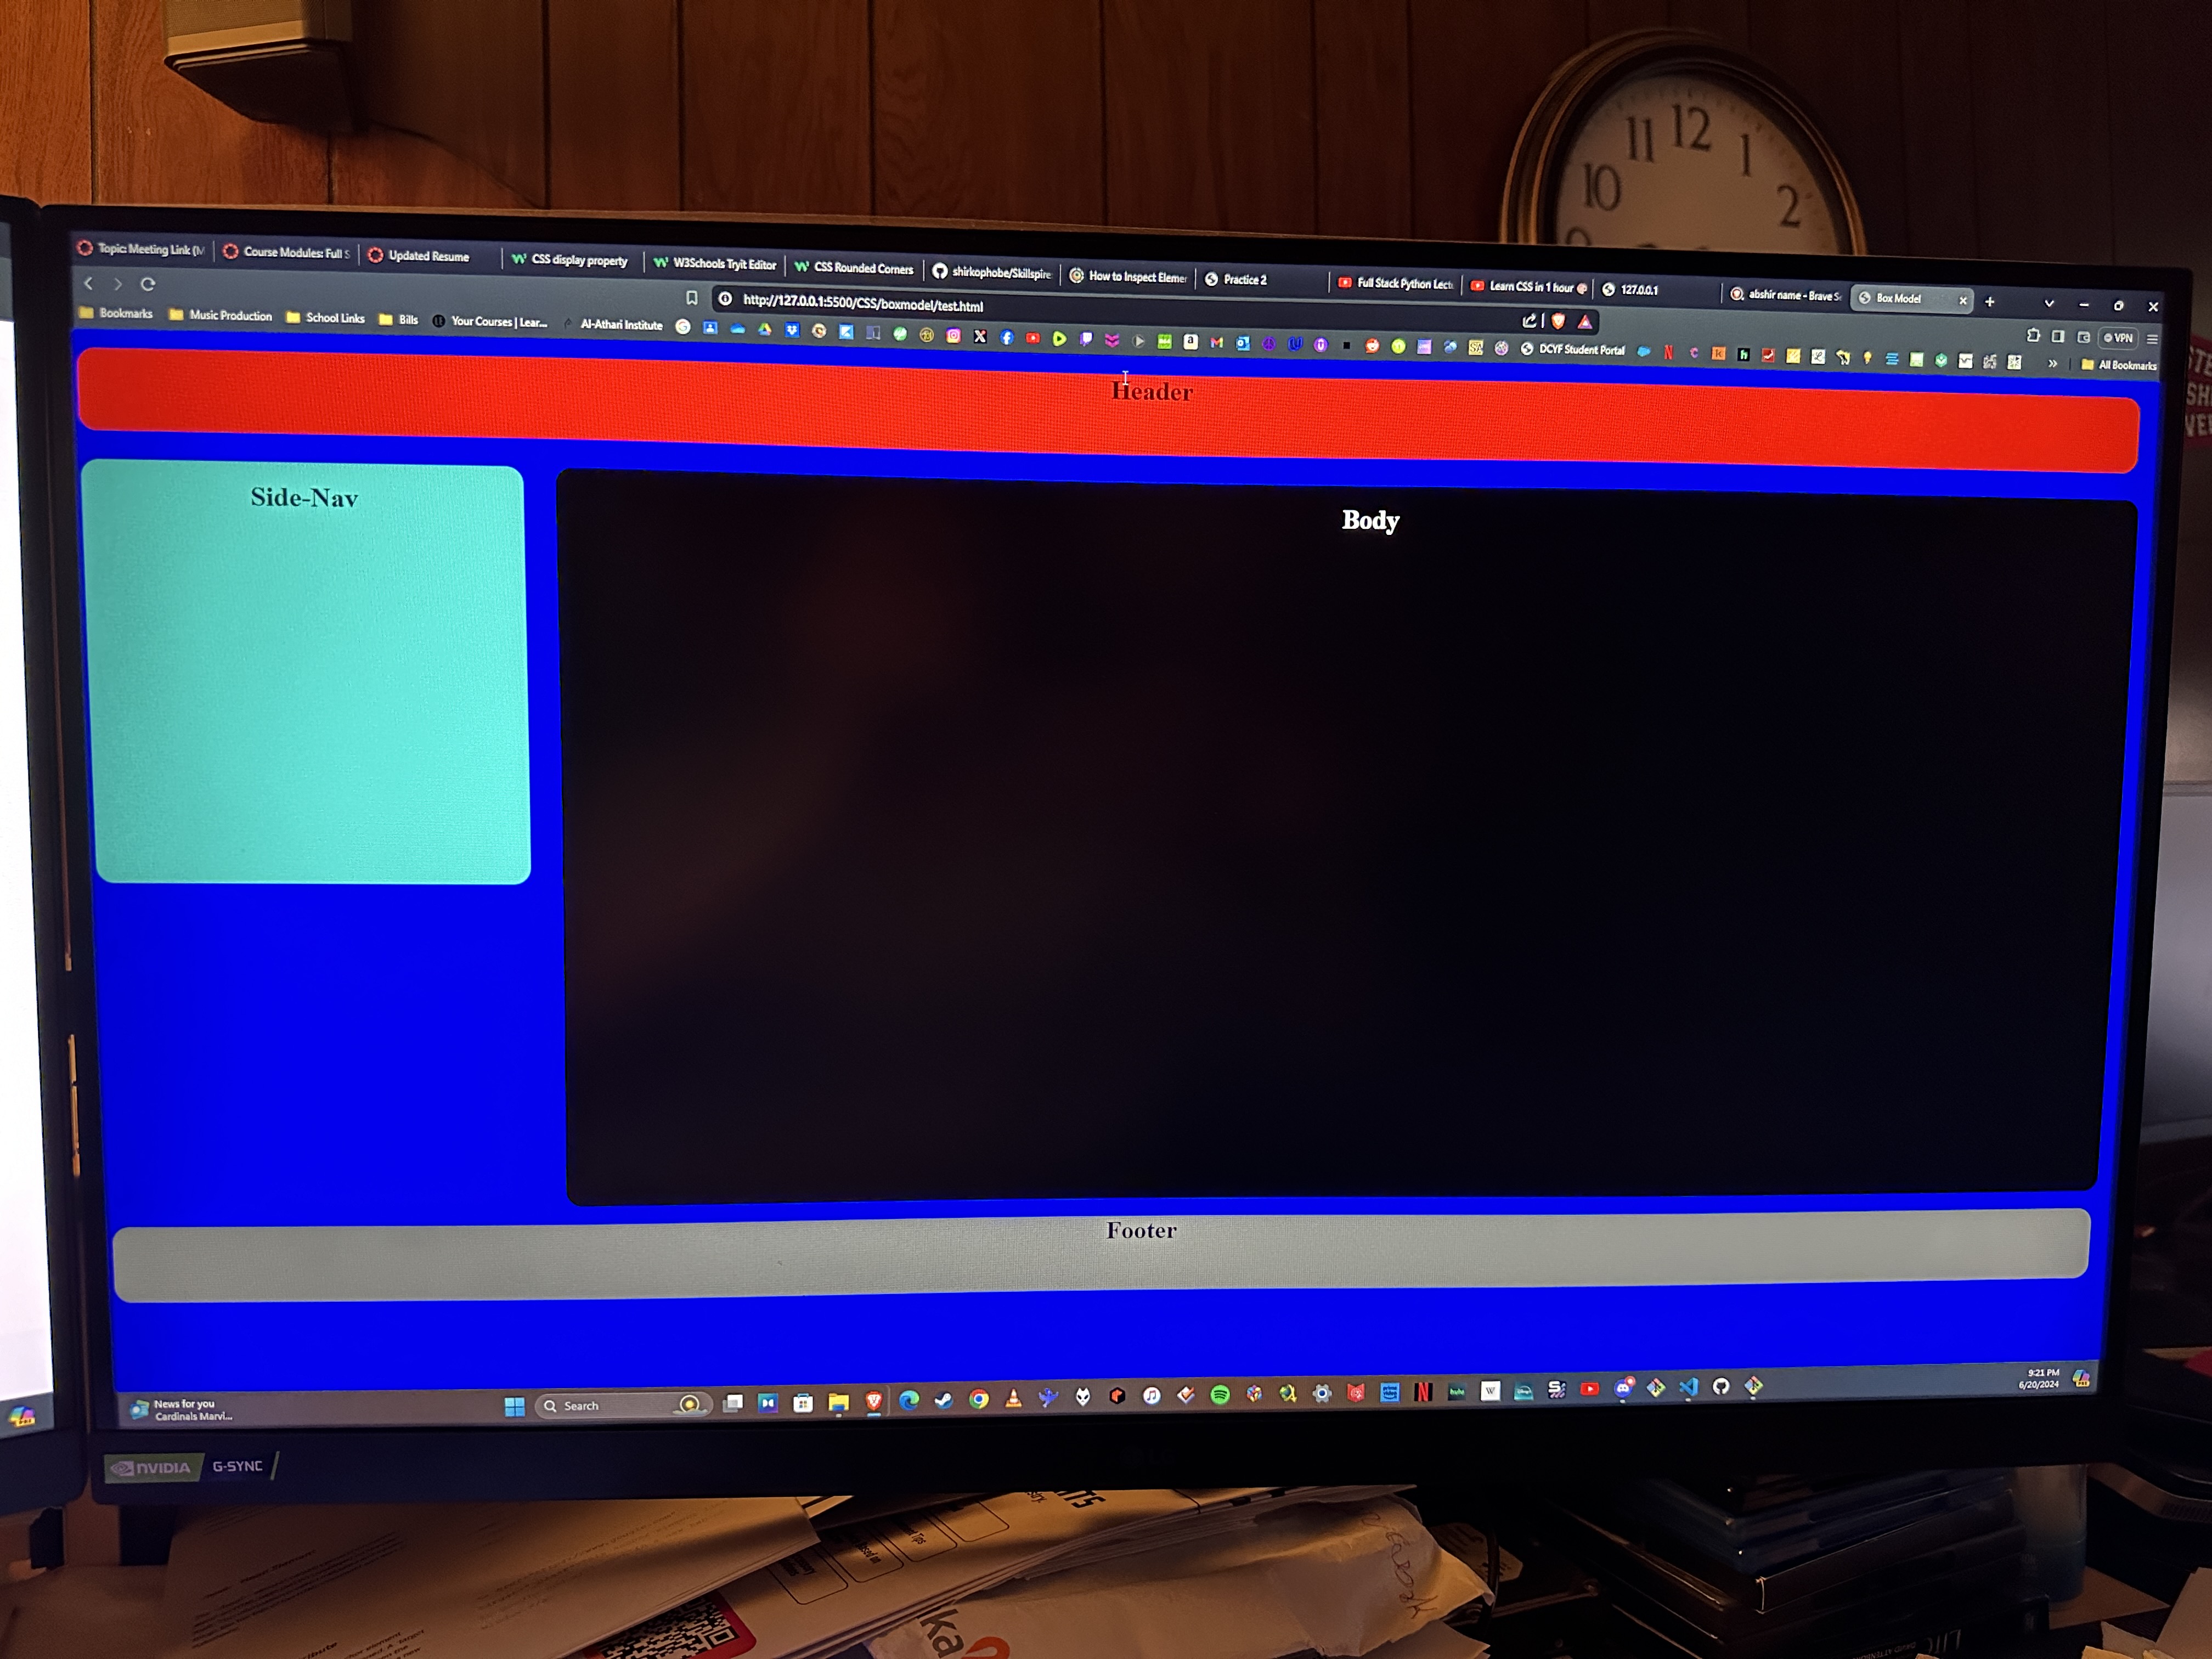 11 12 1
10 2
Topic: Meeting Link (M
Course Modules: Full S
Updated Resume
CSS display property
W3Schools Tryit Editor
CSS Rounded Corners
shirkophobe/Skillspire
How to Inspect Eleme
Practice 2
Full Stack Python Lect
Learn CSS in 1 hour
127.0.0.1
abshir name - Brave S
Box Model
http://127.0.0.1:5500/CSS/boxmodel/test.html
VPN
Bookmarks
Music Production
School Links
Bills
Your Courses | Lear...
Al-Athari Institute
DCYF Student Portal
All Bookmarks
Header
Side-Nav
Body
Footer
News for you
Cardinals Marvi...
Search
9:21 PM
6/20/2024
NVIDIA G-SYNC
LG